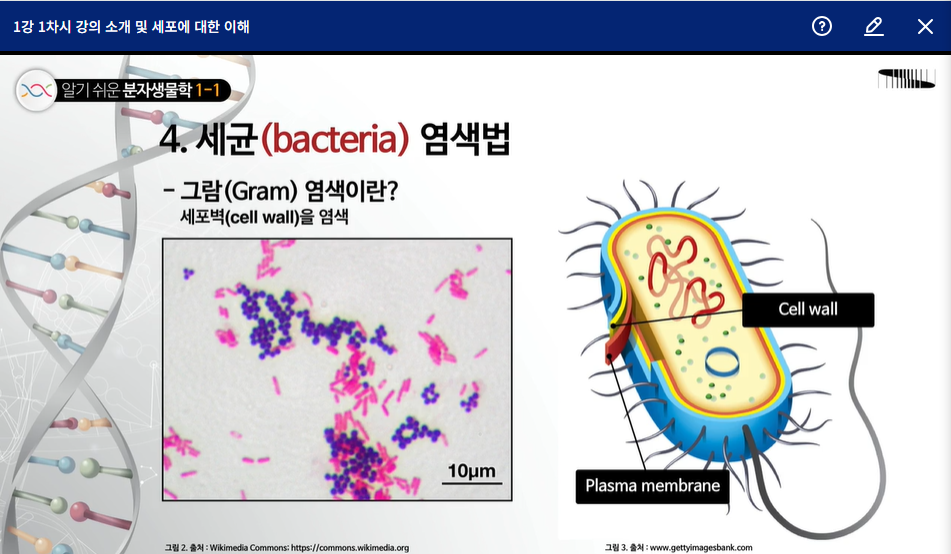 1강 1차시 강의 소개 및 세포에 대한 이해
알기 쉬운 분자생물학 1-1
4. 세균(bacteria) 염색법
- 그람(Gram) 염색이란?
세포벽(cell wall)을 염색
Cell wall
10μm
Plasma membrane
그림 2. 출처 : Wikimedia Commons: https://commons.wikimedia.org
그림 3. 출처 : www.gettyimagesbank.com